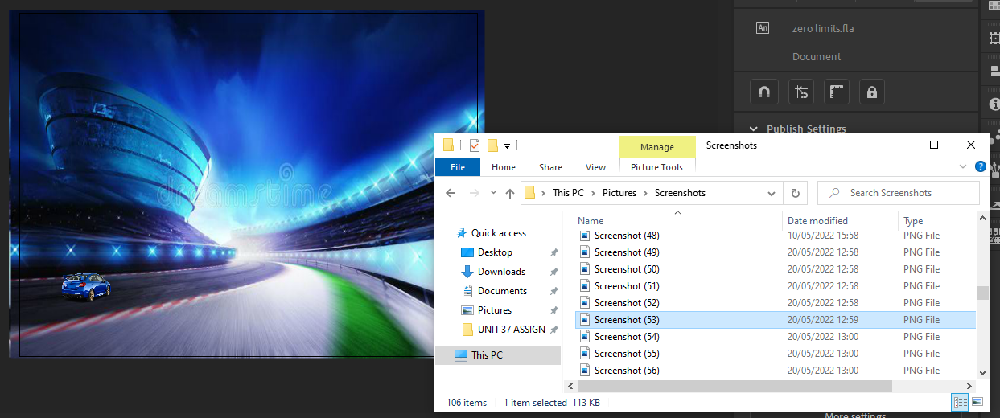 dreamstime
An
zero limits.fla
Document
Publish Settings
Manage
Screenshots
File
Home
Share
View
Picture Tools
This PC
Pictures
Screenshots
Search Screenshots
Name
Date modified
Type
Quick access
Desktop
Downloads
Documents
Pictures
UNIT 37 ASSIGN
This PC
Screenshot (48) 10/05/2022 15:58 PNG File
Screenshot (49) 20/05/2022 12:58 PNG File
Screenshot (50) 20/05/2022 12:58 PNG File
Screenshot (51) 20/05/2022 12:58 PNG File
Screenshot (52) 20/05/2022 12:58 PNG File
Screenshot (53) 20/05/2022 12:59 PNG File
Screenshot (54) 20/05/2022 13:00 PNG File
Screenshot (55) 20/05/2022 13:00 PNG File
Screenshot (56) 20/05/2022 13:00 PNG File
106 items 1 item selected 113 KB
More settings